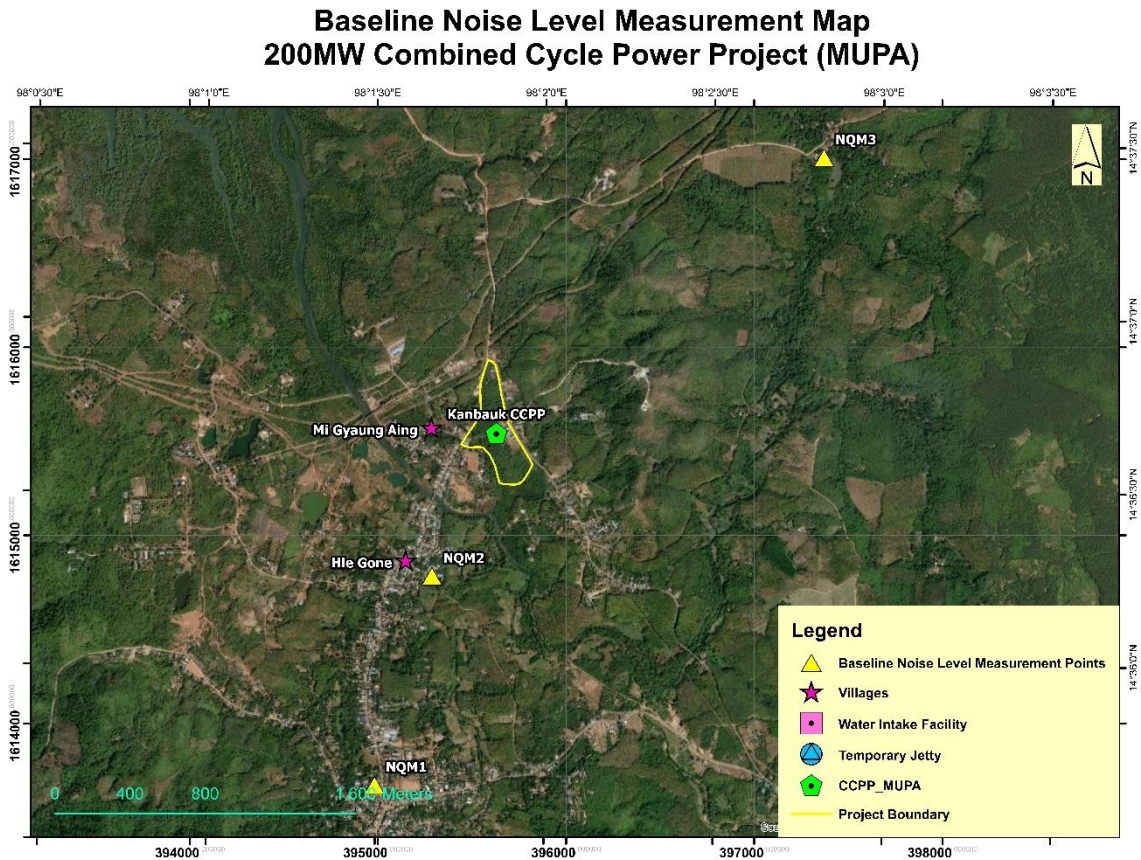 Baseline Noise Level Measurement Map
200MW Combined Cycle Power Project (MUPA)
98°0'30"E 98°1'0"E 98°1'30"E 98°2'0"E 98°2'30"E 98°3'0"E 98°3'30"E
NQM3
N
1617000
14°37'30"N
1616000
14°37'0"N
Kanbauk CCPP
Mi Gyaung Aing
14°36'30"N
1615000
Hle Gone
NQM2
14°36'0"N
1614000
NQM1
0 400 800 1,600 Meters
Legend
Baseline Noise Level Measurement Points
Villages
Water Intake Facility
Temporary Jetty
CCPP_MUPA
Project Boundary
394000 395000 396000 397000 398000